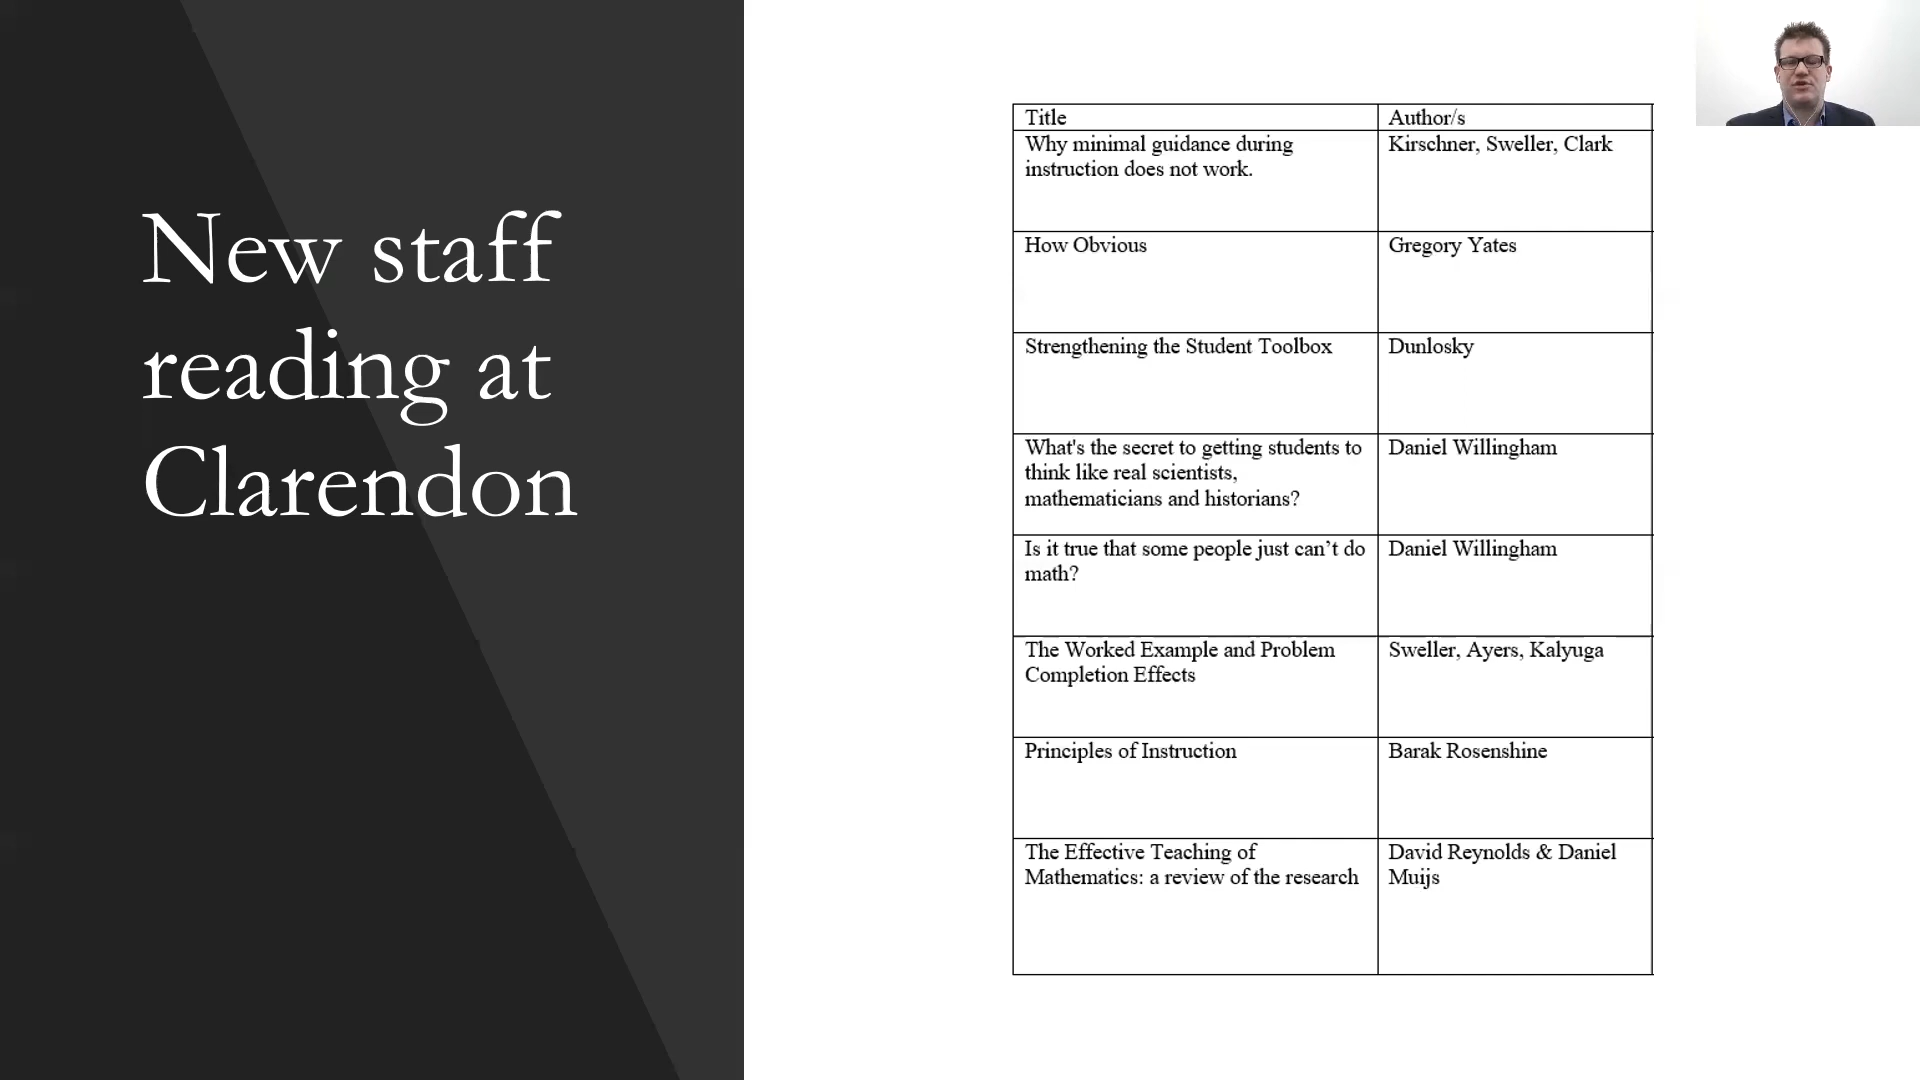 New staff
reading at
Clarendon
Title
Author/s
Why minimal guidance during
instruction does not work.
Kirschner, Sweller, Clark
How Obvious
Gregory Yates
Strengthening the Student Toolbox
Dunlosky
What's the secret to getting students to
think like real scientists,
mathematicians and historians?
Daniel Willingham
Is it true that some people just can’t do
math?
Daniel Willingham
The Worked Example and Problem
Completion Effects
Sweller, Ayers, Kalyuga
Principles of Instruction
Barak Rosenshine
The Effective Teaching of
Mathematics: a review of the research
David Reynolds & Daniel
Muijs